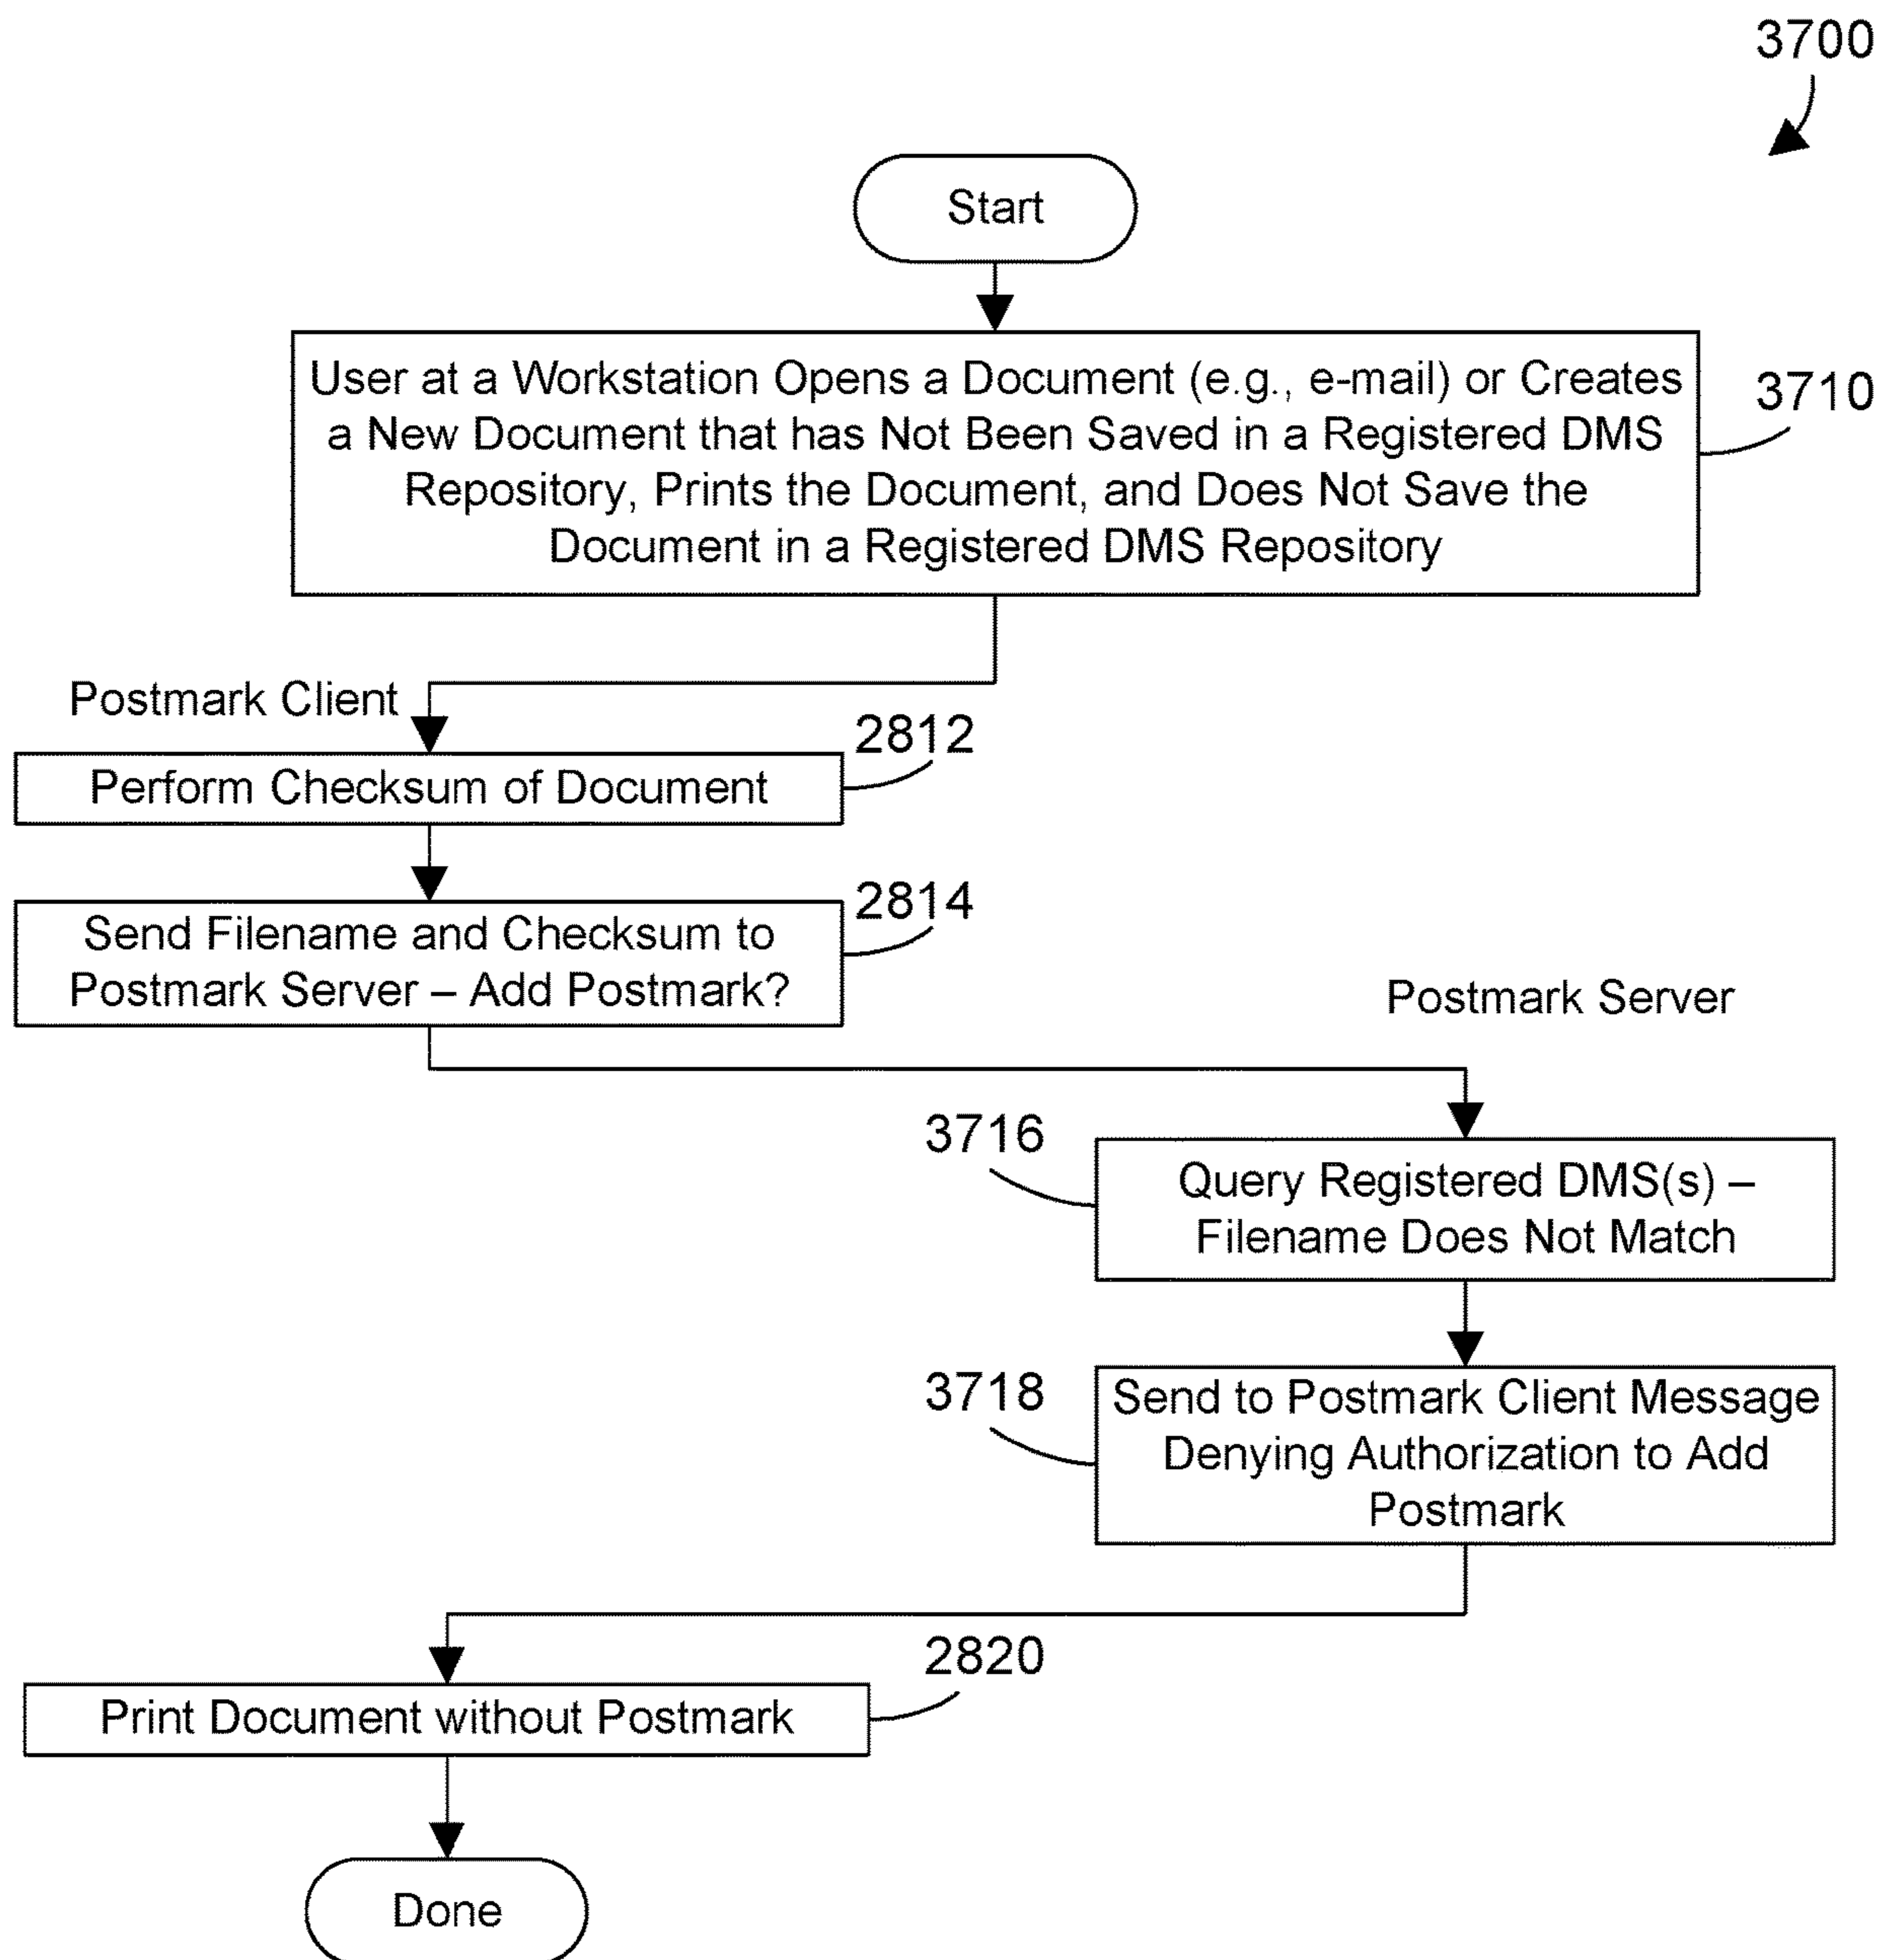 3700
Start
User at a Workstation Opens a Document (e.g., e-mail) or Creates
a New Document that has Not Been Saved in a Registered DMS
Repository, Prints the Document, and Does Not Save the
Document in a Registered DMS Repository
3710
Postmark Client
2812
Perform Checksum of Document
2814
Send Filename and Checksum to
Postmark Server – Add Postmark?
Postmark Server
3716
Query Registered DMS(s) –
Filename Does Not Match
3718
Send to Postmark Client Message
Denying Authorization to Add
Postmark
2820
Print Document without Postmark
Done